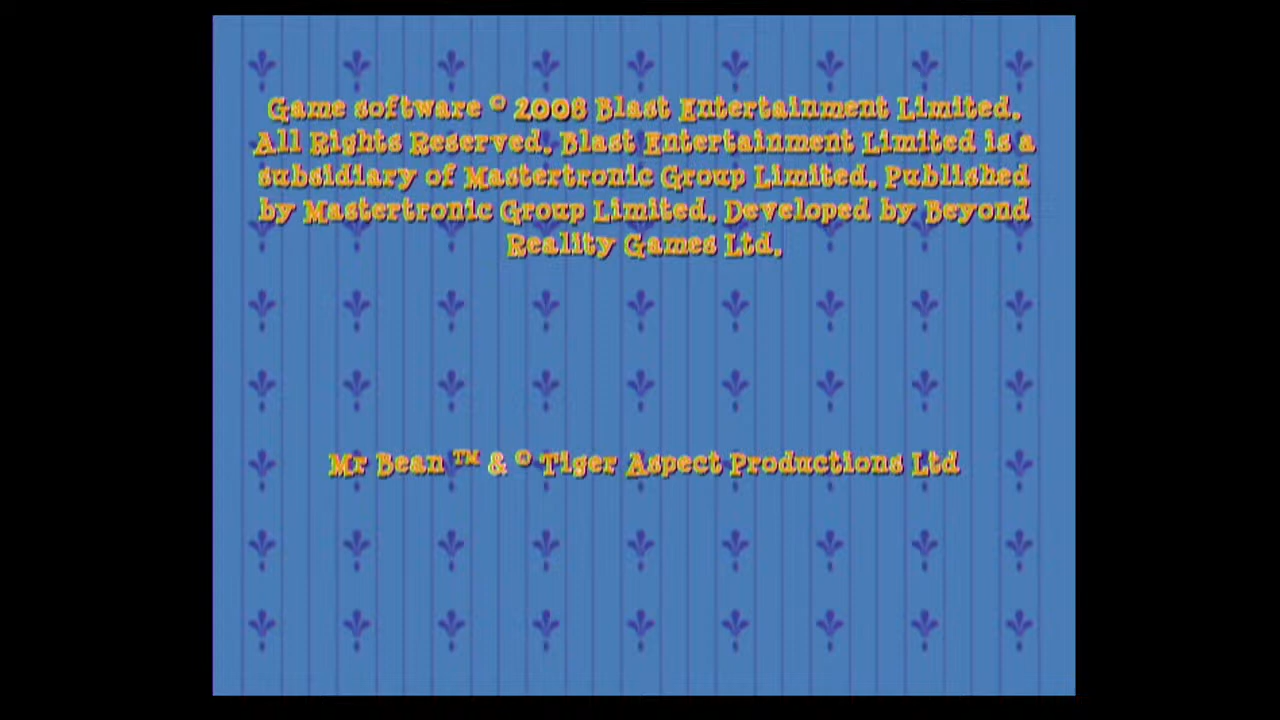 Game software © 2008 Blast Entertainment Limited.
All Rights Reserved. Blast Entertainment Limited is a
subsidiary of Mastertronic Group Limited. Published
by Mastertronic Group Limited. Developed by Beyond
Reality Games Ltd.
Mr Bean ™ & © Tiger Aspect Productions Ltd